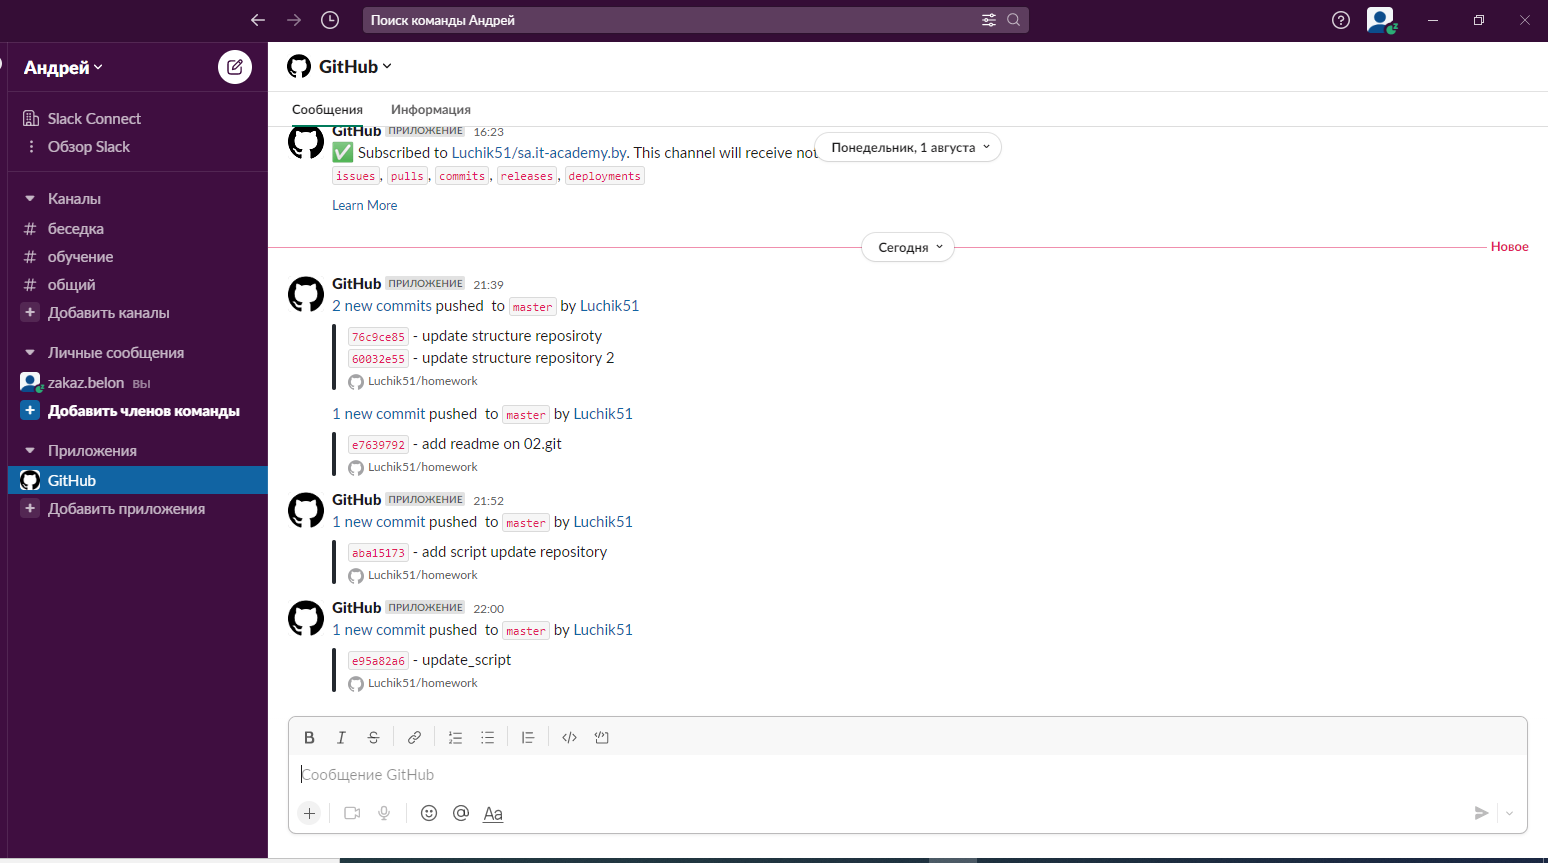 Поиск команды Андрей
Андрей
Slack Connect
Обзор Slack
Каналы
# беседка
# обучение
# общий
+ Добавить каналы
Личные сообщения
zakaz.belon вы
+ Добавить членов команды
Приложения
GitHub
+ Добавить приложения
GitHub
Сообщения Информация
GitHub ПРИЛОЖЕНИЕ 16:23
Понедельник, 1 августа
✅ Subscribed to Luchik51/sa.it-academy.by. This channel will receive not
issues, pulls, commits, releases, deployments
Learn More
Сегодня
Новое
GitHub ПРИЛОЖЕНИЕ 21:39
2 new commits pushed to master by Luchik51
76c9ce85 - update structure reposiroty
60032e55 - update structure repository 2
Luchik51/homework
1 new commit pushed to master by Luchik51
e7639792 - add readme on 02.git
Luchik51/homework
GitHub ПРИЛОЖЕНИЕ 21:52
1 new commit pushed to master by Luchik51
aba15173 - add script update repository
Luchik51/homework
GitHub ПРИЛОЖЕНИЕ 22:00
1 new commit pushed to master by Luchik51
e95a82a6 - update_script
Luchik51/homework
B I S
Сообщение GitHub
+ @ Aa